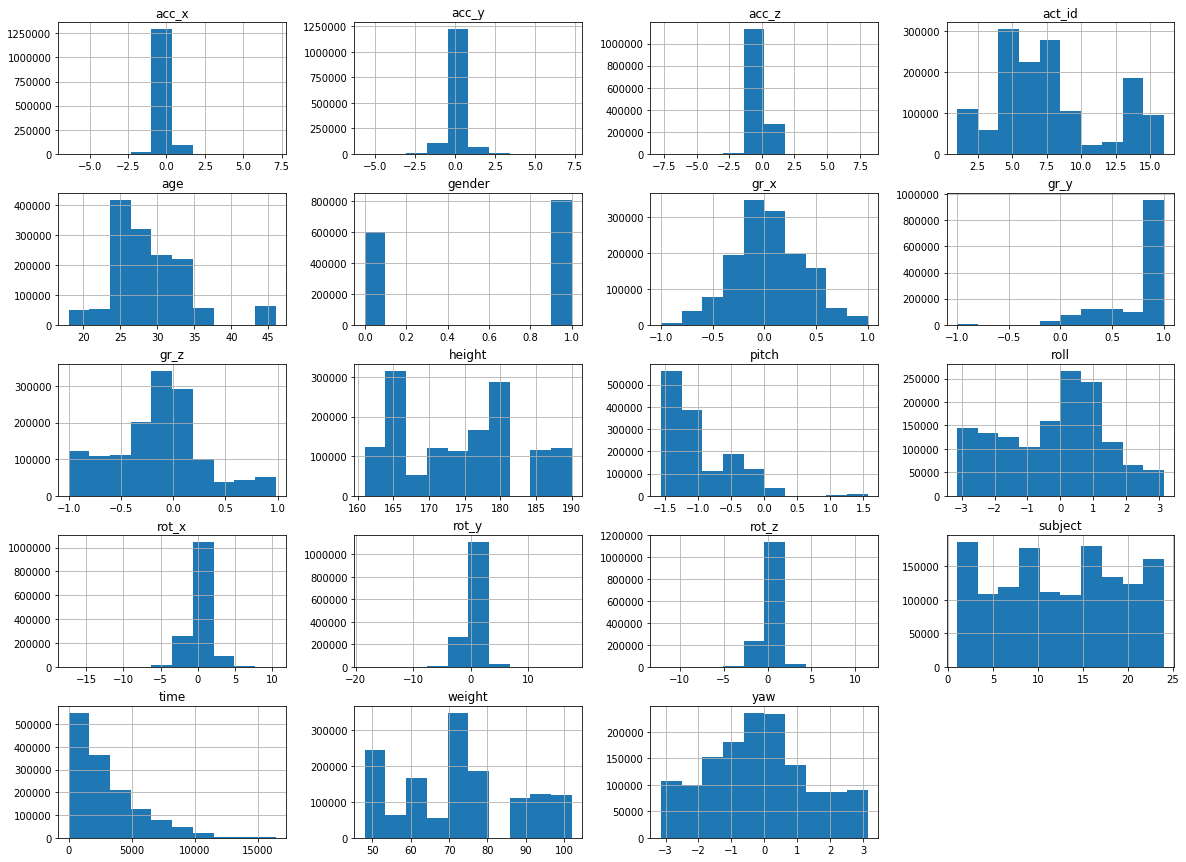 acc_x
acc_y
acc_z
act_id
1250000
1000000
750000
500000
250000
0
−5.0 −2.5 0.0 2.5 5.0 7.5
1250000
1000000
750000
500000
250000
0
−5.0 −2.5 0.0 2.5 5.0 7.5
1000000
800000
600000
400000
200000
0
−7.5 −5.0 −2.5 0.0 2.5 5.0 7.5
300000
200000
100000
0
2.5 5.0 7.5 10.0 12.5 15.0
age
gender
gr_x
gr_y
400000
300000
200000
100000
0
20 25 30 35 40 45
800000
600000
400000
200000
0
0.0 0.2 0.4 0.6 0.8 1.0
300000
200000
100000
0
−1.0 −0.5 0.0 0.5 1.0
1000000
800000
600000
400000
200000
0
−1.0 −0.5 0.0 0.5 1.0
gr_z
height
pitch
roll
300000
200000
100000
0
−1.0 −0.5 0.0 0.5 1.0
300000
200000
100000
0
160 165 170 175 180 185 190
500000
400000
300000
200000
100000
0
−1.5 −1.0 −0.5 0.0 0.5 1.0 1.5
250000
200000
150000
100000
50000
0
−3 −2 −1 0 1 2 3
rot_x
rot_y
rot_z
subject
1000000
800000
600000
400000
200000
0
−15 −10 −5 0 5 10
1000000
800000
600000
400000
200000
0
−20 −10 0 10
1200000
1000000
800000
600000
400000
200000
0
−10 −5 0 5 10
150000
100000
50000
0
0 5 10 15 20 25
time
weight
yaw
500000
400000
300000
200000
100000
0
0 5000 10000 15000
300000
200000
100000
0
50 60 70 80 90 100
200000
150000
100000
50000
0
−3 −2 −1 0 1 2 3